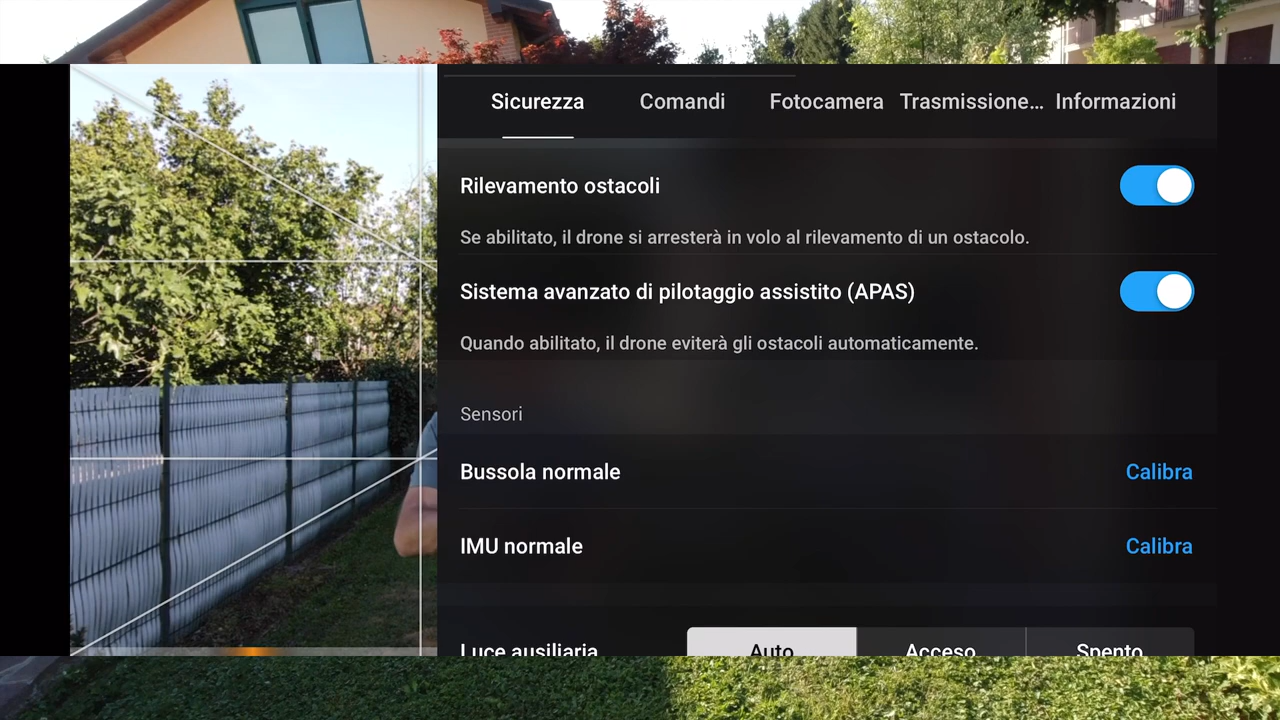 Sicurezza Comandi Fotocamera Trasmissione... Informazioni
Rilevamento ostacoli
Se abilitato, il drone si arresterà in volo al rilevamento di un ostacolo.
Sistema avanzato di pilotaggio assistito (APAS)
Quando abilitato, il drone eviterà gli ostacoli automaticamente.
Sensori
Bussola normale Calibra
IMU normale Calibra
Luce ausiliaria Auto Acceso Spento